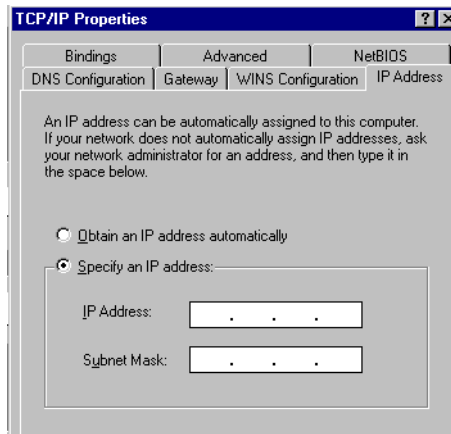 TCP/IP Properties
Bindings Advanced NetBIOS
DNS Configuration Gateway WINS Configuration IP Address
An IP address can be automatically assigned to this computer.
If your network does not automatically assign IP addresses, ask
your network administrator for an address, and then type it in
the space below.
Obtain an IP address automatically
Specify an IP address:
IP Address: . . .
Subnet Mask: . . .